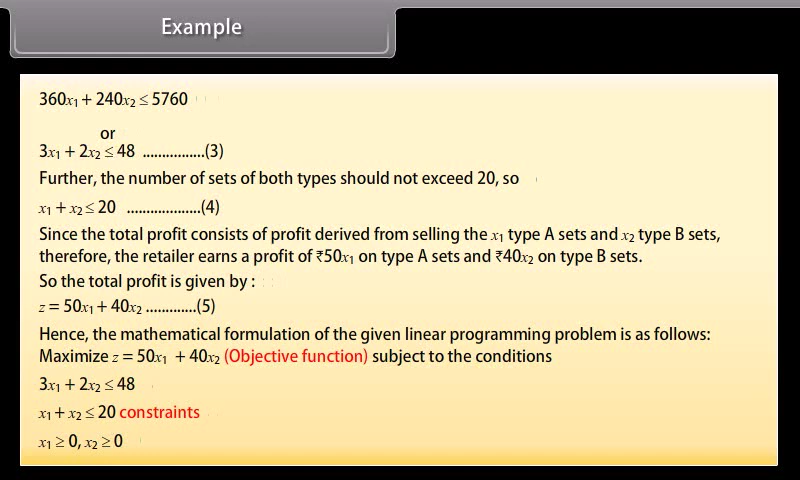 Example
360x₁ + 240x₂ ≤ 5760
or
3x₁ + 2x₂ ≤ 48 ................(3)
Further, the number of sets of both types should not exceed 20, so
x₁ + x₂ ≤ 20 ...................(4)
Since the total profit consists of profit derived from selling the x₁ type A sets and x₂ type B sets,
therefore, the retailer earns a profit of ₹50x₁ on type A sets and ₹40x₂ on type B sets.
So the total profit is given by :
z = 50x₁ + 40x₂ .............(5)
Hence, the mathematical formulation of the given linear programming problem is as follows:
Maximize z = 50x₁ + 40x₂ (Objective function) subject to the conditions
3x₁ + 2x₂ ≤ 48
x₁ + x₂ ≤ 20 constraints
x₁ ≥ 0, x₂ ≥ 0